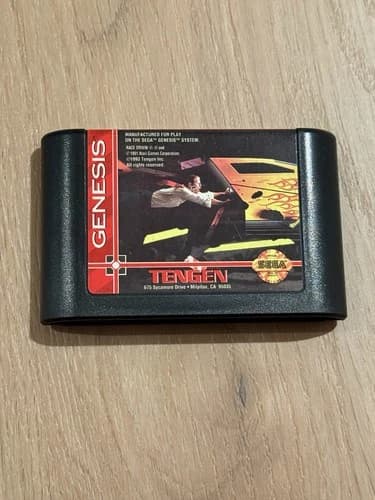 GENESIS
MANUFACTURED FOR PLAY
ON THE SEGA™ GENESIS™ SYSTEM.
RACE DRIVIN'
© 1991 Atari Games Corporation.
©1992 Tengen Inc.
All rights reserved.
TENGEN
675 Sycamore Drive • Milpitas, CA 95035
SEGA